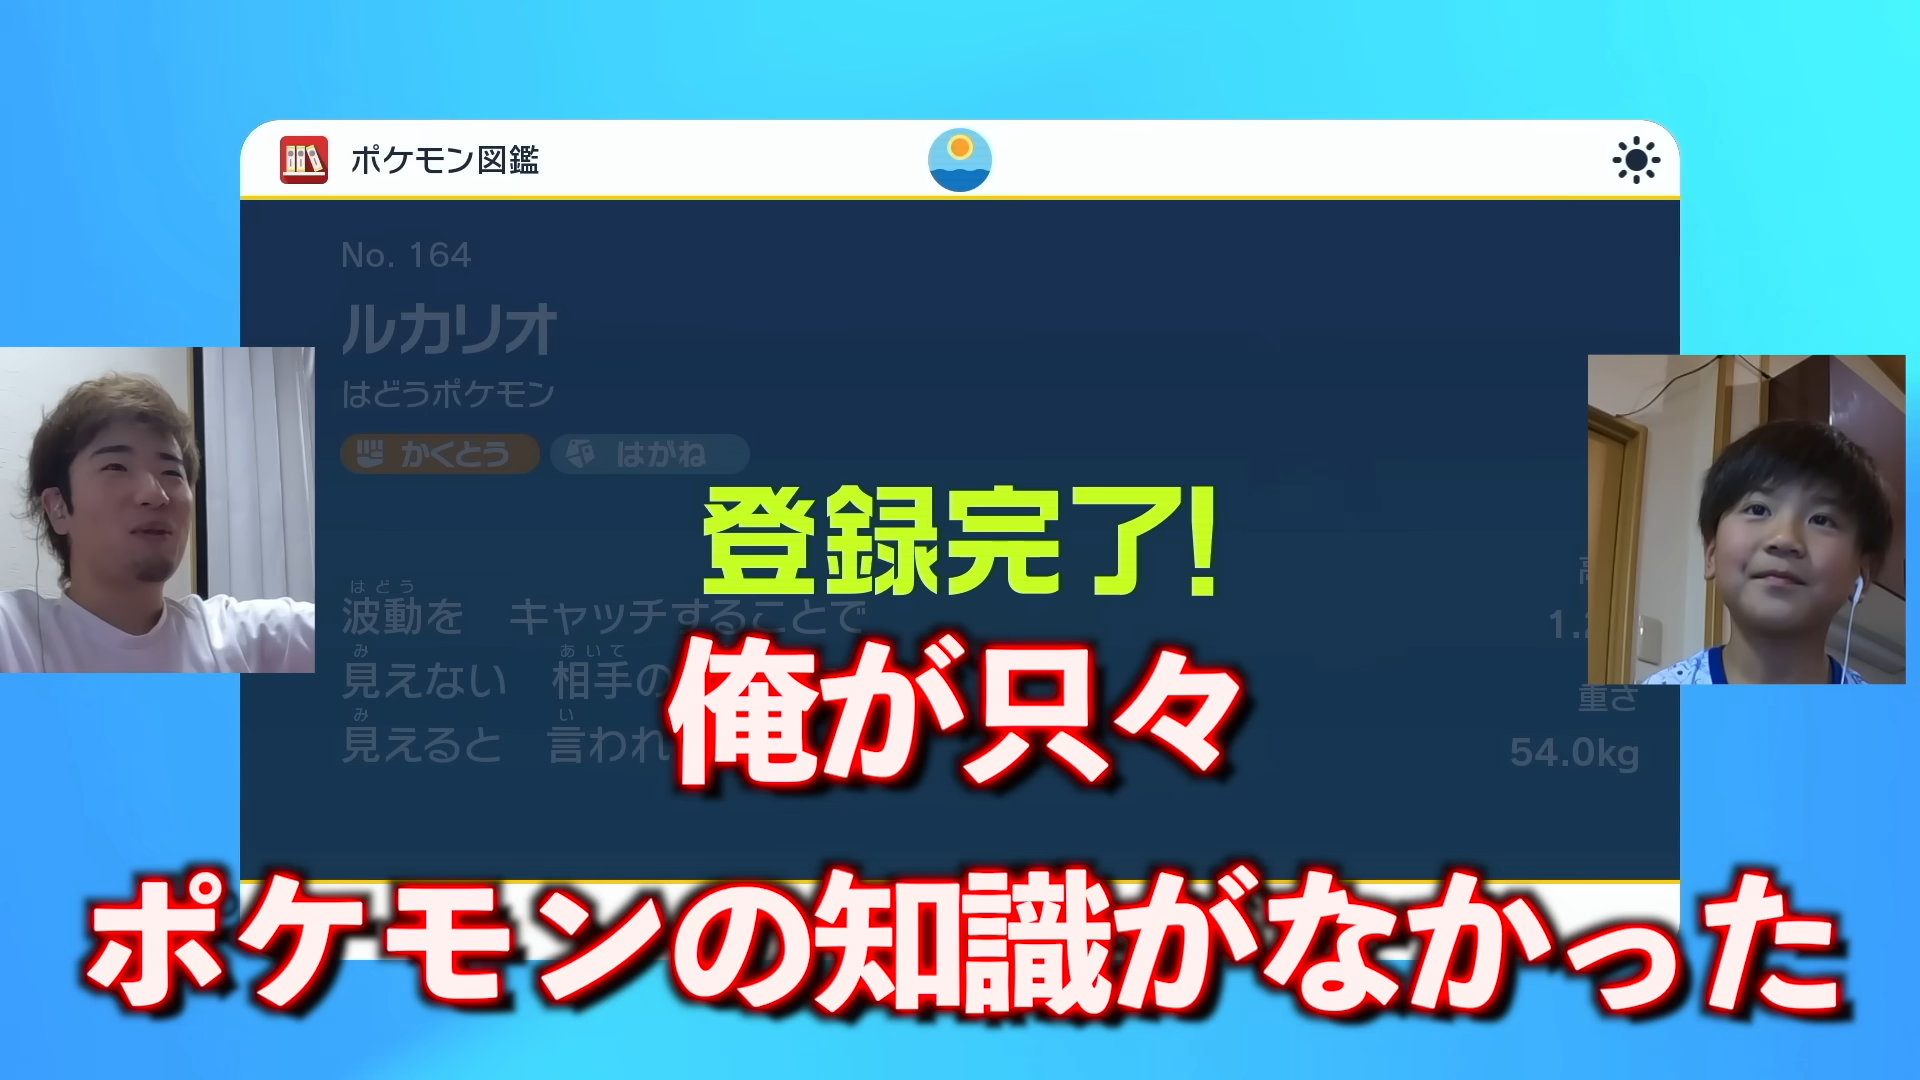 ポケモン図鑑
No. 164
ルカリオ
はどうポケモン
かくとう はがね
登録完了!
はどう
波動を キャッチすることで
み あいて
見えない 相手の
み い
見えると 言われ
1.2
重さ
54.0kg
俺が只々
ポケモンの知識がなかった